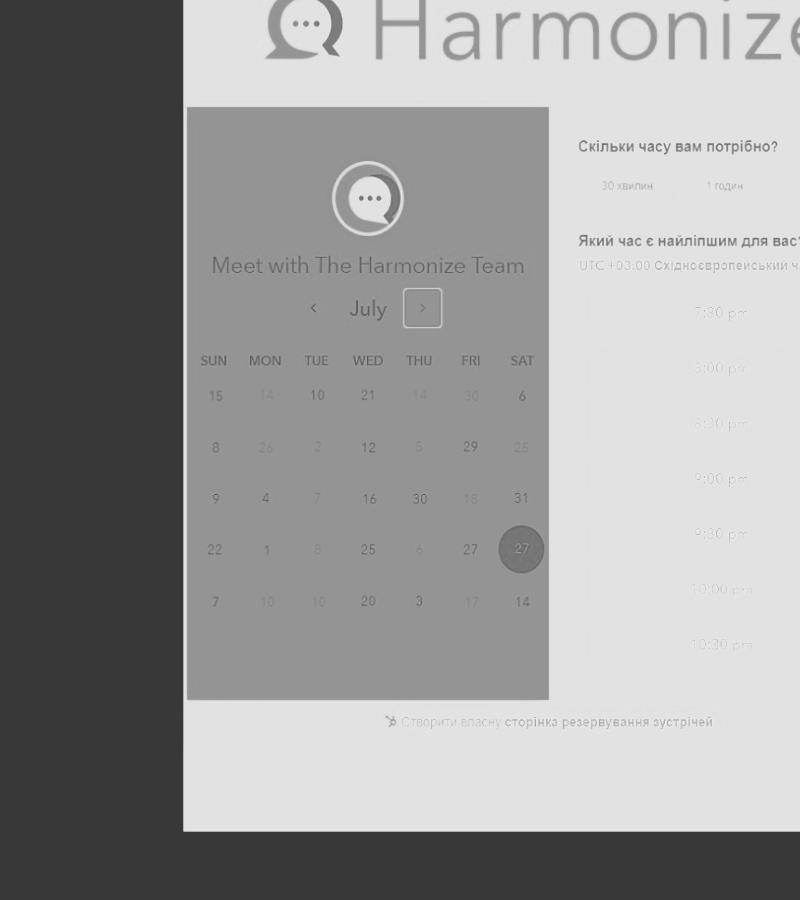 Harmonize
Meet with The Harmonize Team
July
SUN MON TUE WED THU FRI SAT
15 14 10 21 14 30 6
8 26 2 12 5 29 25
9 4 7 16 30 18 31
22 1 8 25 6 27 27
7 10 10 20 3 17 14
Скільки часу вам потрібно?
30 хвилин 1 годин
Який час є найліпшим для вас?
UTC +03:00 Східноєвропейський
7:30 pm
8:00 pm
8:30 pm
9:00 pm
9:30 pm
10:00 pm
10:30 pm
Створити власну сторінка резервування зустрічей